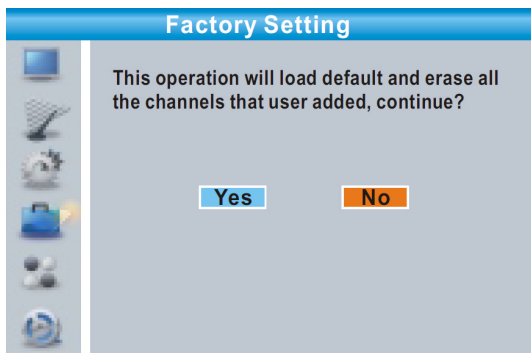 Factory Setting
This operation will load default and erase all
the channels that user added, continue?
Yes No